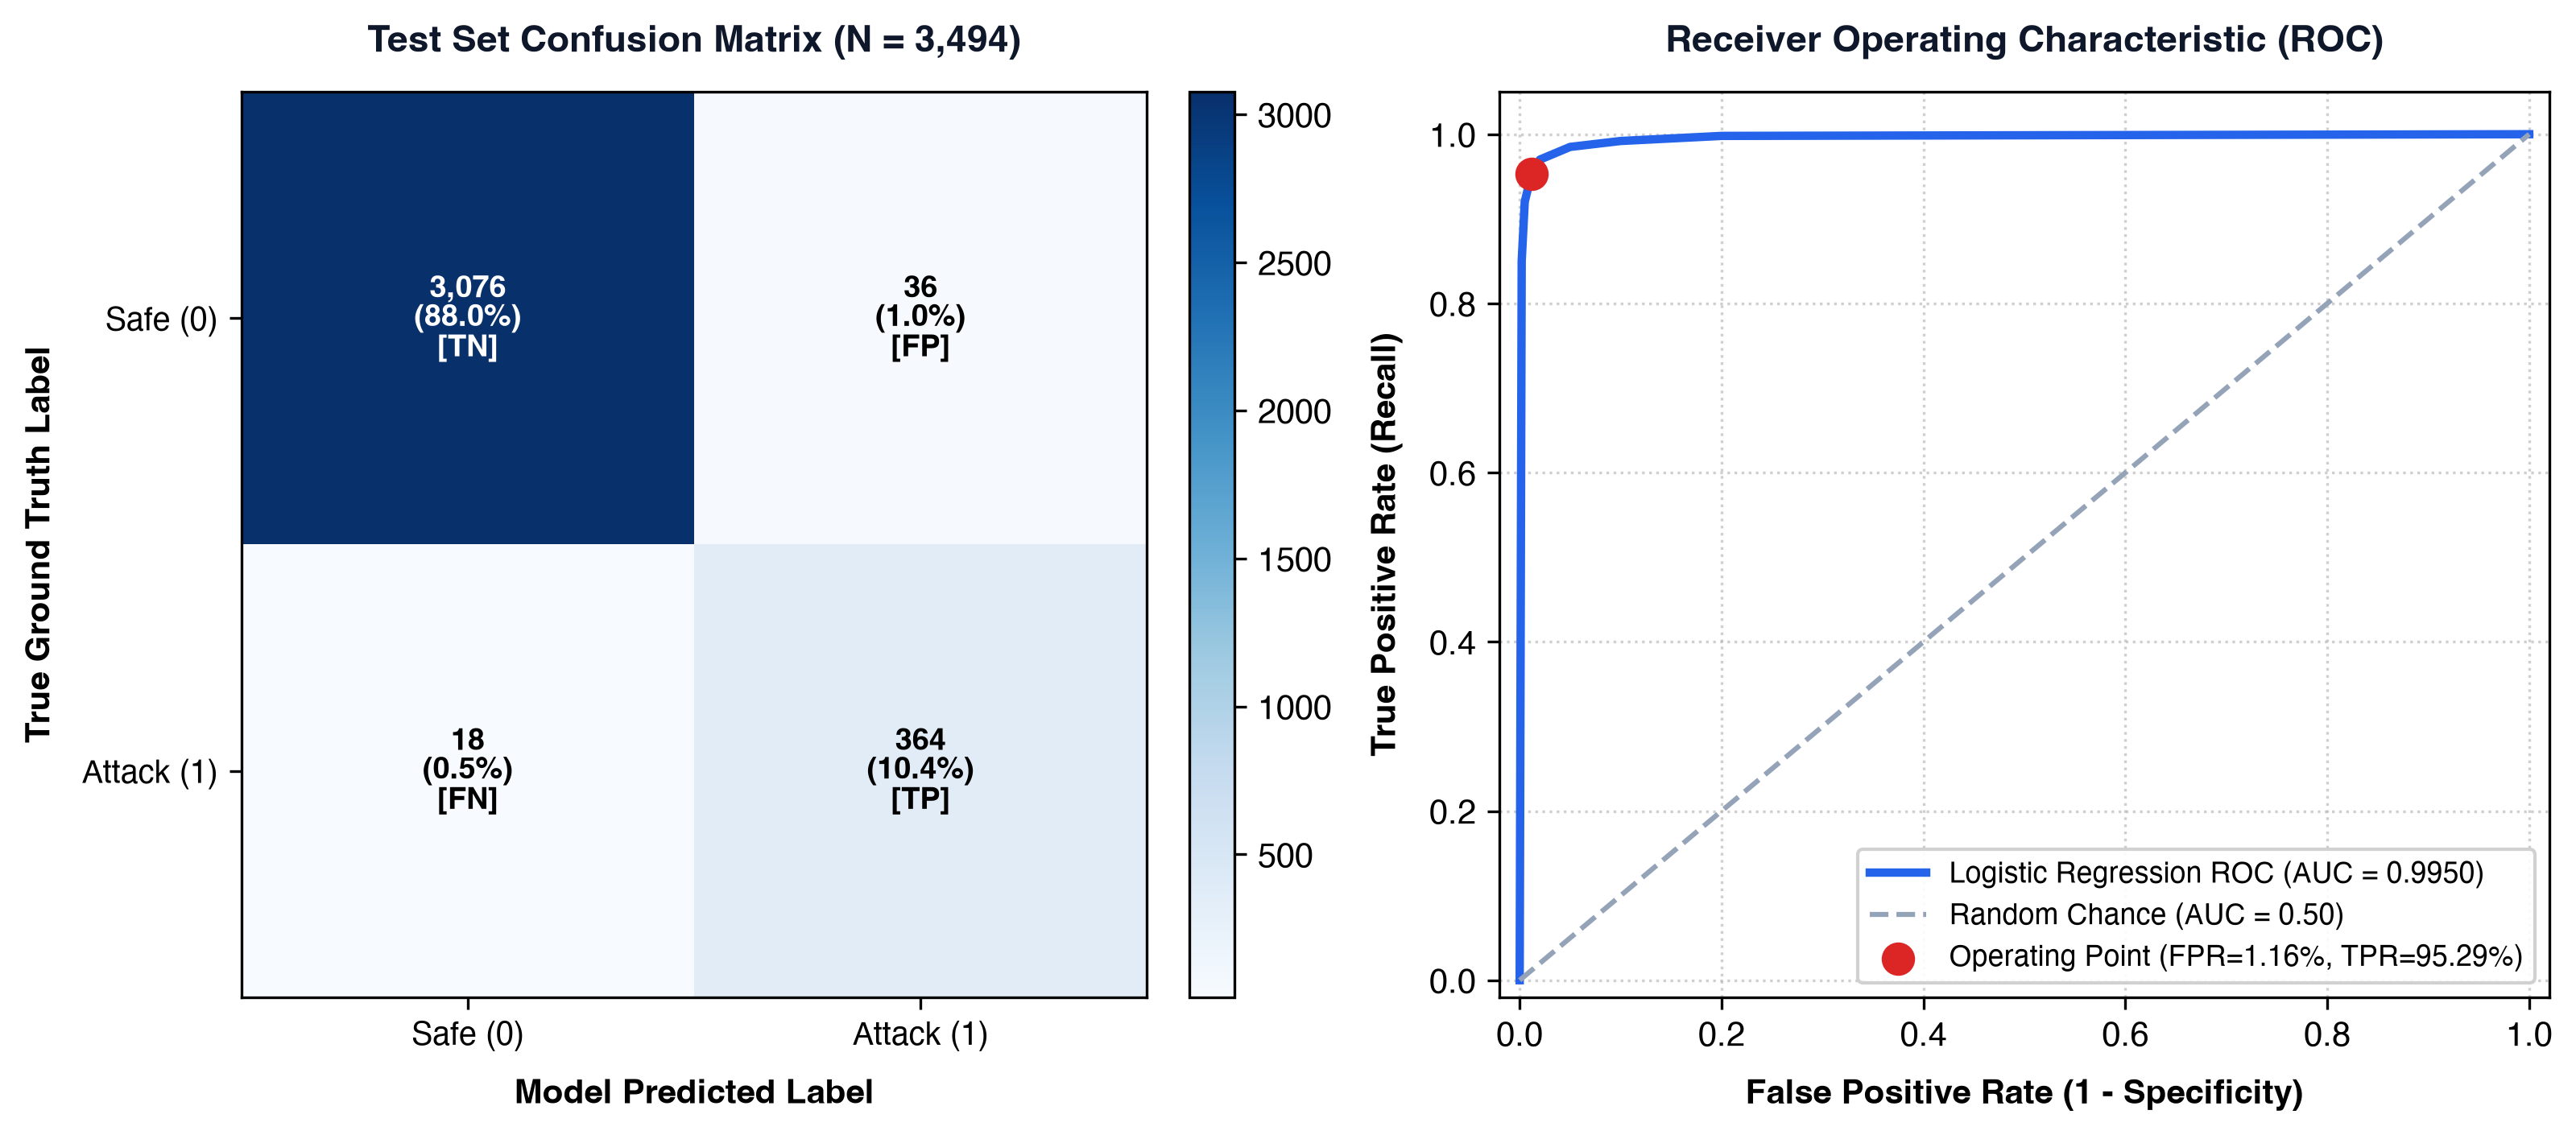 Test Set Confusion Matrix (N = 3,494)
True Ground Truth Label
Safe (0)
Attack (1)
3,076
(88.0%)
[TN]
36
(1.0%)
[FP]
18
(0.5%)
[FN]
364
(10.4%)
[TP]
Safe (0)
Attack (1)
Model Predicted Label
3000
2500
2000
1500
1000
500
Receiver Operating Characteristic (ROC)
True Positive Rate (Recall)
1.0
0.8
0.6
0.4
0.2
0.0
Logistic Regression ROC (AUC = 0.9950)
Random Chance (AUC = 0.50)
Operating Point (FPR=1.16%, TPR=95.29%)
0.0
0.2
0.4
0.6
0.8
1.0
False Positive Rate (1 - Specificity)